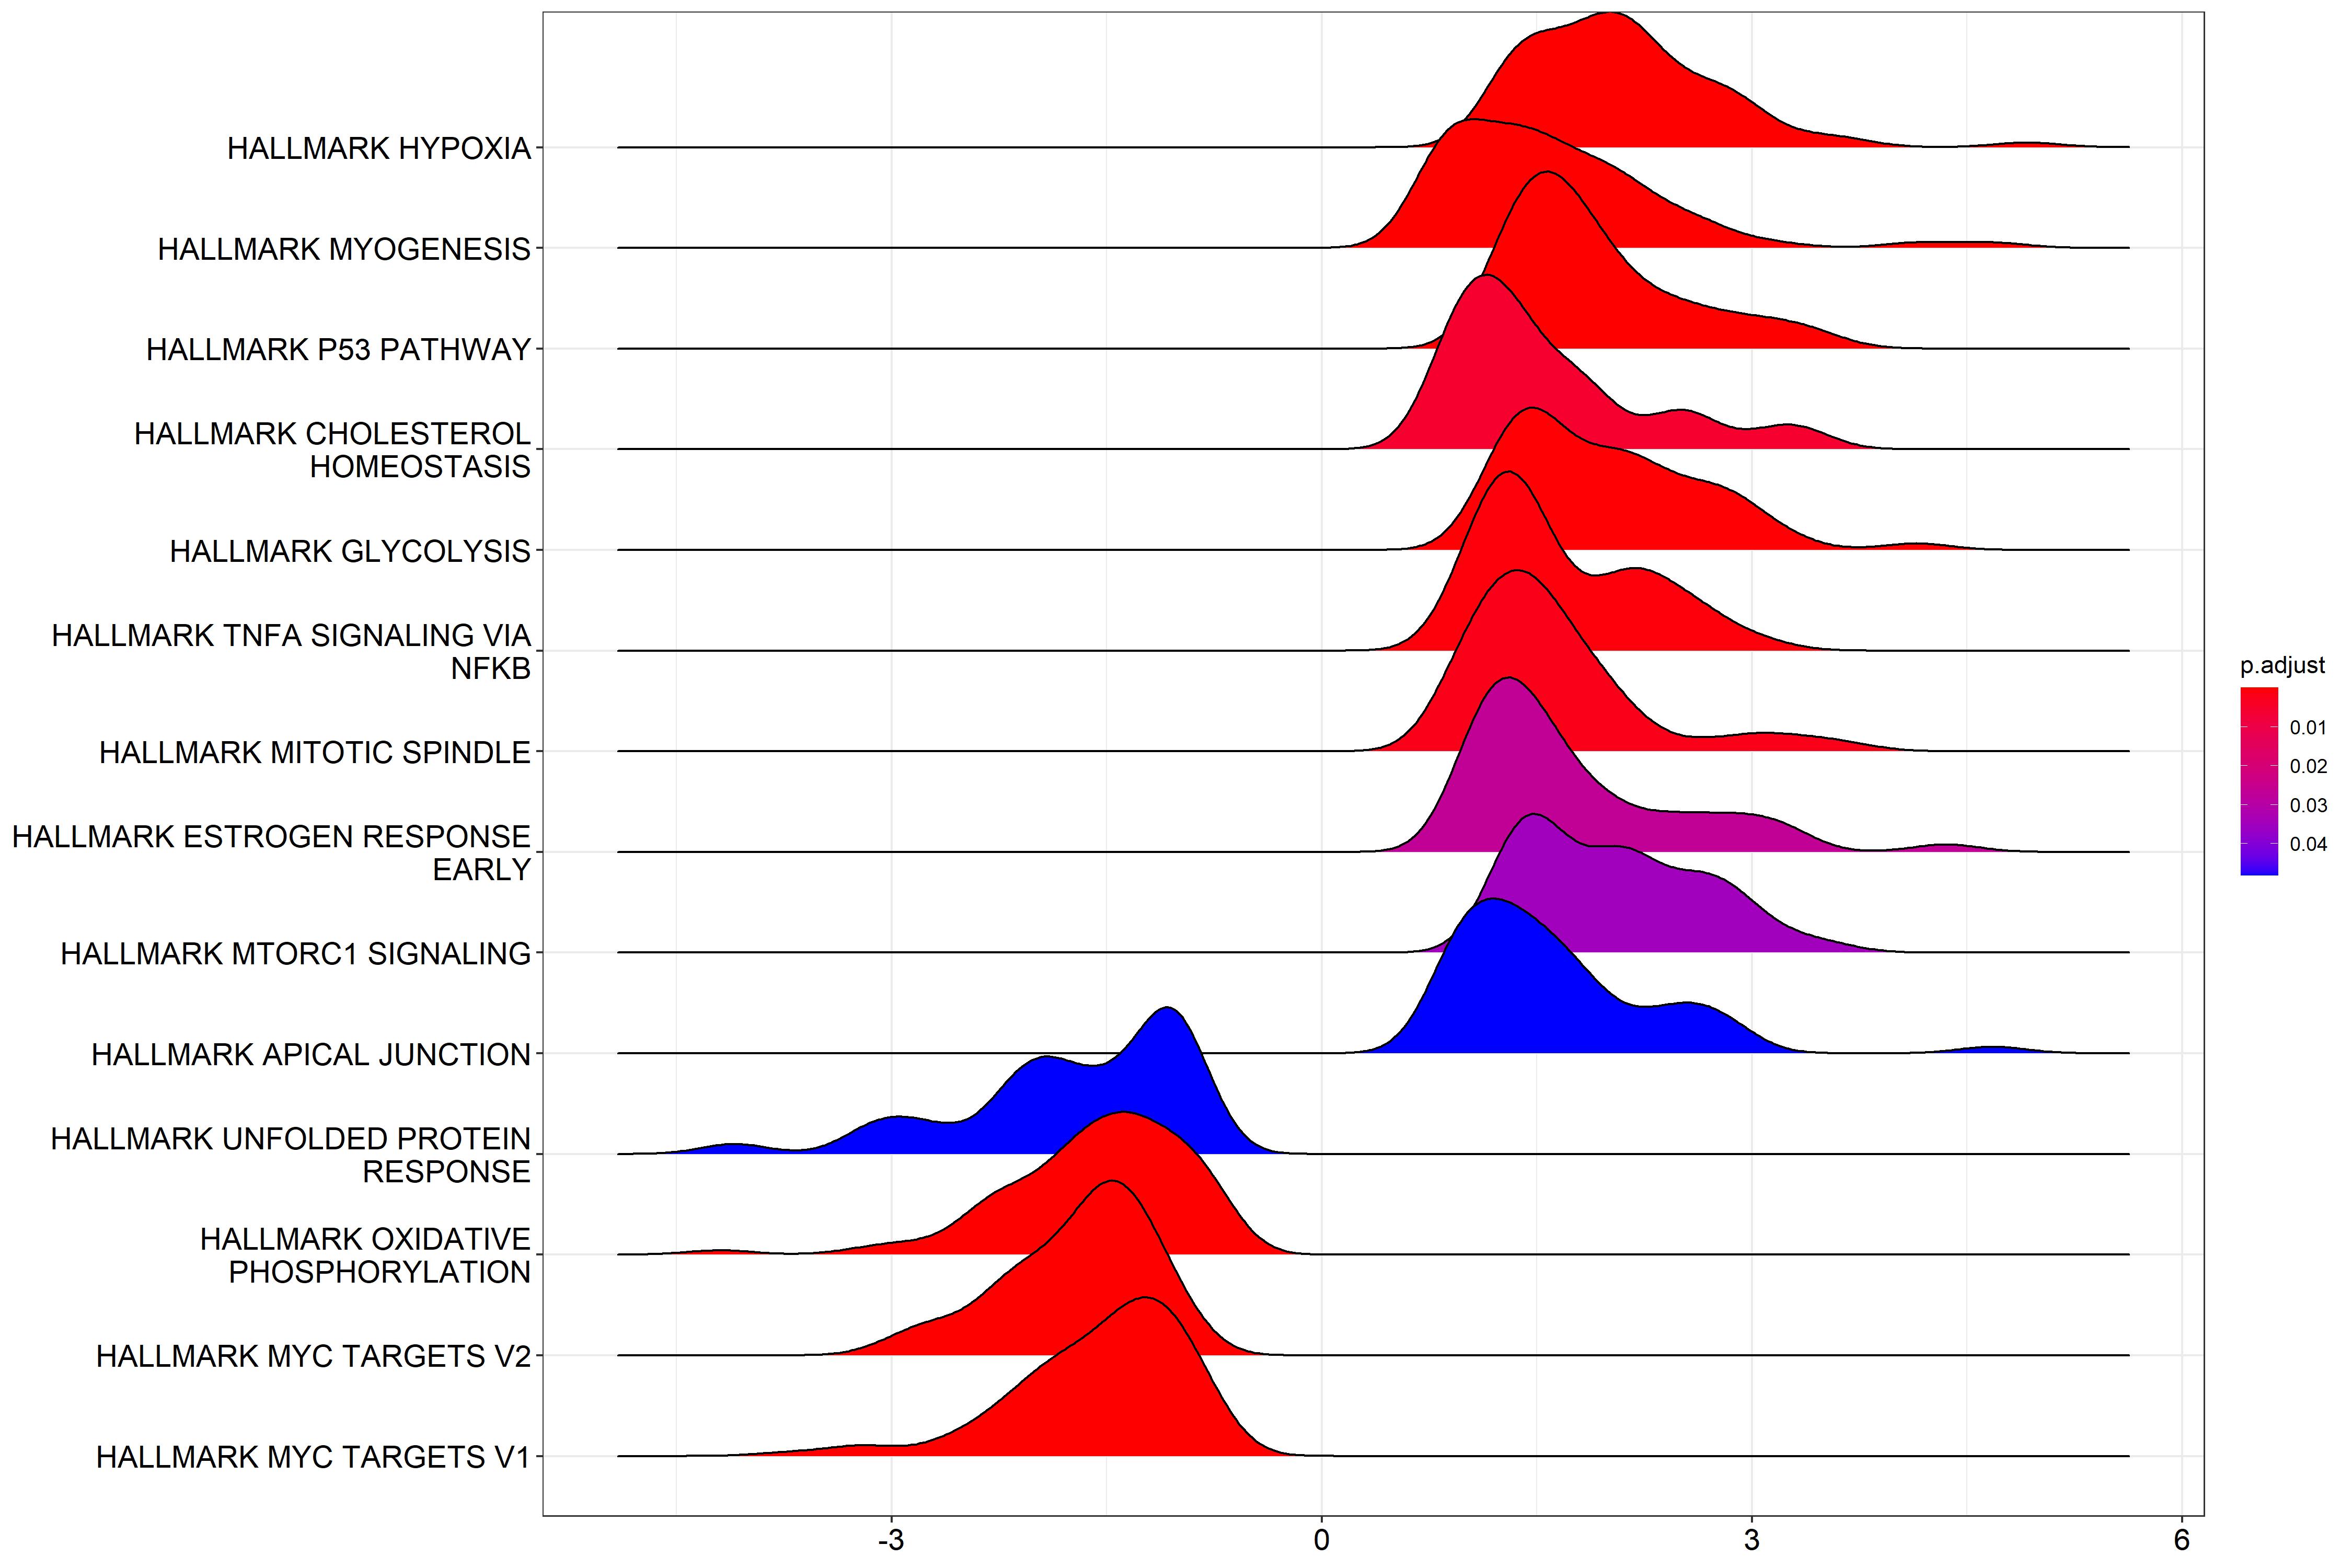 HALLMARK HYPOXIA
HALLMARK MYOGENESIS
HALLMARK P53 PATHWAY
HALLMARK CHOLESTEROL
HOMEOSTASIS
HALLMARK GLYCOLYSIS
HALLMARK TNFA SIGNALING VIA
NFKB
HALLMARK MITOTIC SPINDLE
HALLMARK ESTROGEN RESPONSE
EARLY
HALLMARK MTORC1 SIGNALING
HALLMARK APICAL JUNCTION
HALLMARK UNFOLDED PROTEIN
RESPONSE
HALLMARK OXIDATIVE
PHOSPHORYLATION
HALLMARK MYC TARGETS V2
HALLMARK MYC TARGETS V1
-3 0 3 6
p.adjust
0.01
0.02
0.03
0.04